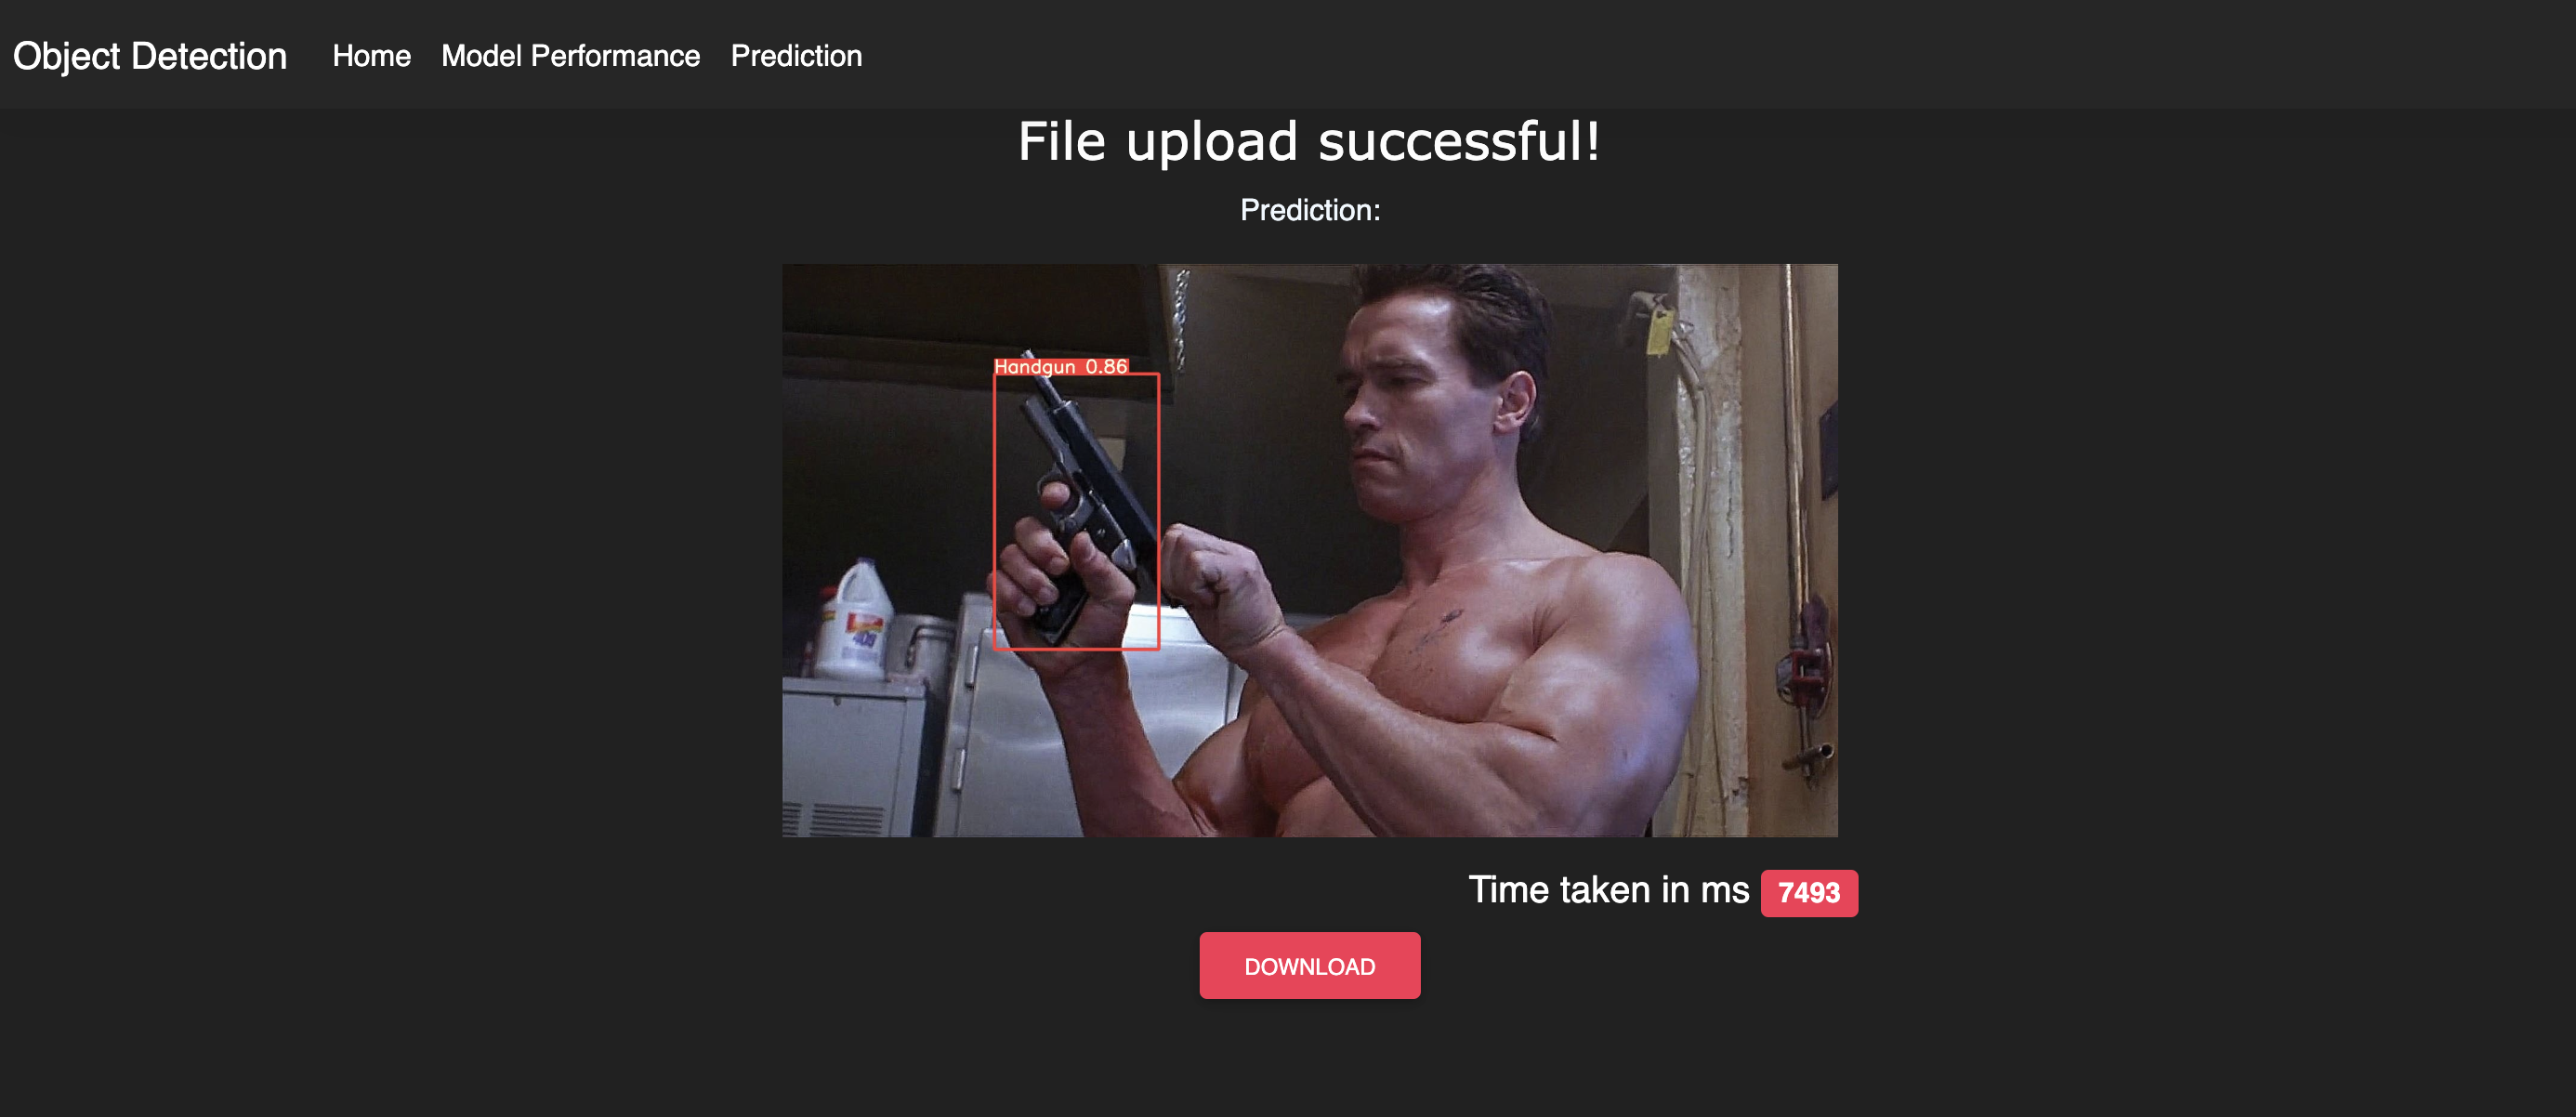 Object Detection Home Model Performance Prediction
File upload successful!
Prediction:
Handgun 0.86
409
Time taken in ms 7493
DOWNLOAD